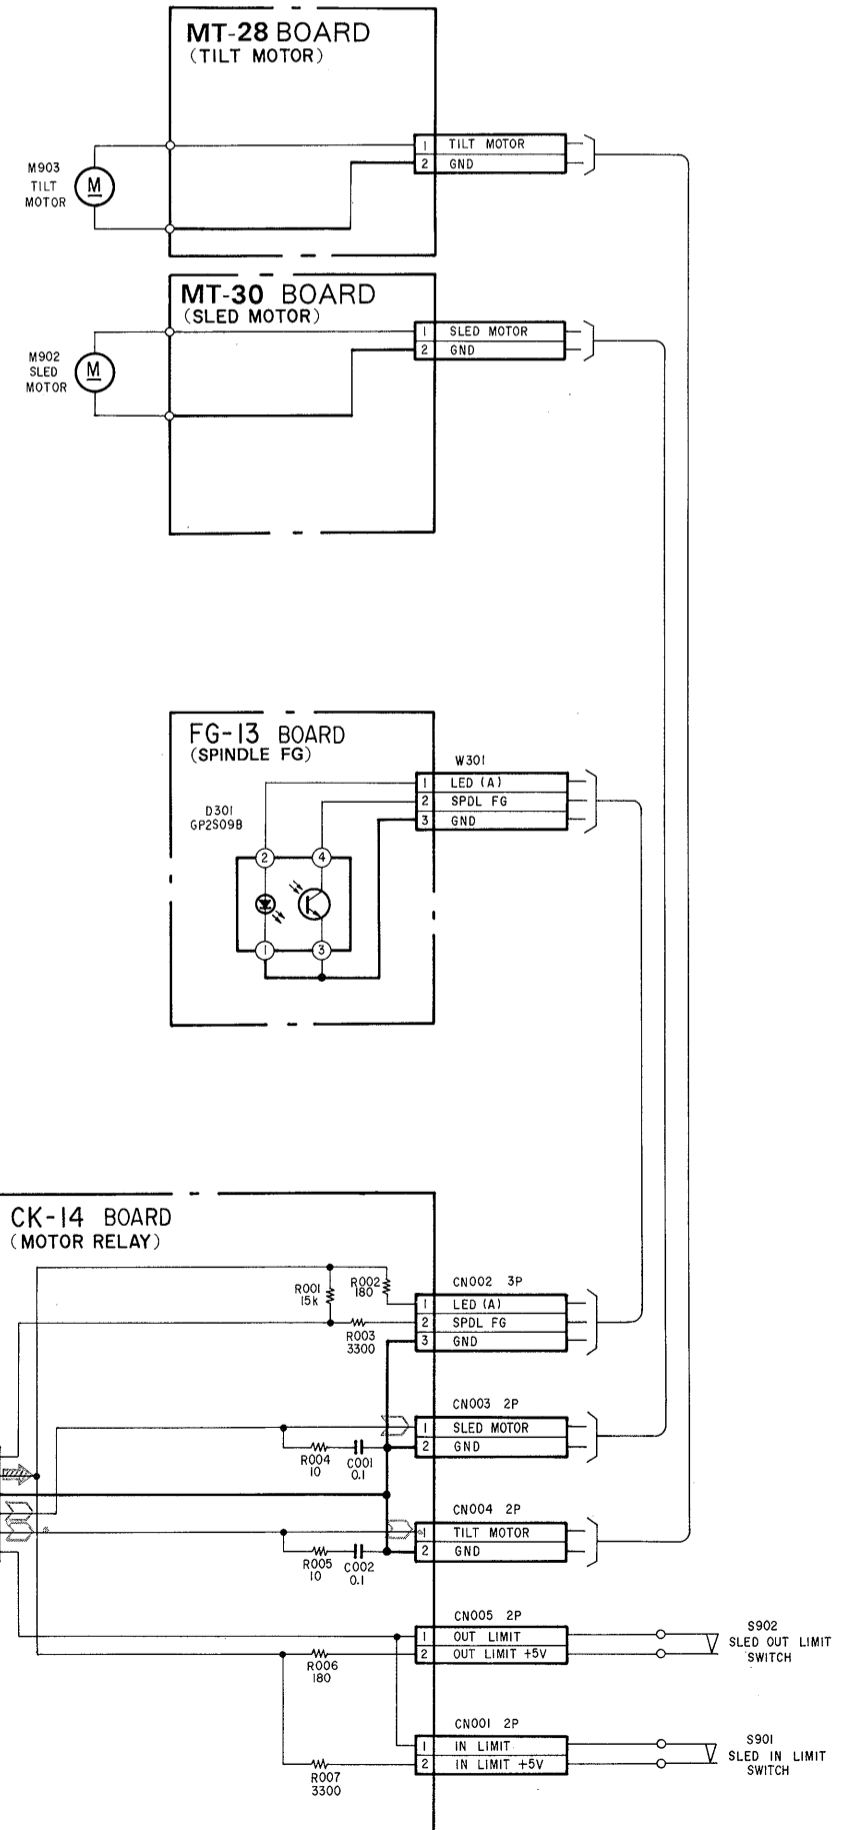 MT-28 BOARD
(TILT MOTOR)
1 TILT MOTOR
2 GND
M903
TILT
MOTOR
M
MT-30 BOARD
(SLED MOTOR)
1 SLED MOTOR
2 GND
M902
SLED
MOTOR
M
FG-13 BOARD
(SPINDLE FG)
W301
1 LED (A)
2 SPDL FG
3 GND
D301
GP2S09B
2 4
1 3
CK-14 BOARD
(MOTOR RELAY)
R001
15k
R002
180
R003
3300
CN002 3P
1 LED (A)
2 SPDL FG
3 GND
CN003 2P
1 SLED MOTOR
2 GND
R004
10
C001
0.1
CN004 2P
1 TILT MOTOR
2 GND
R005
10
C002
0.1
CN005 2P
1 OUT LIMIT
2 OUT LIMIT +5V
R006
180
S902
SLED OUT LIMIT
SWITCH
CN001 2P
1 IN LIMIT
2 IN LIMIT +5V
R007
3300
S901
SLED IN LIMIT
SWITCH